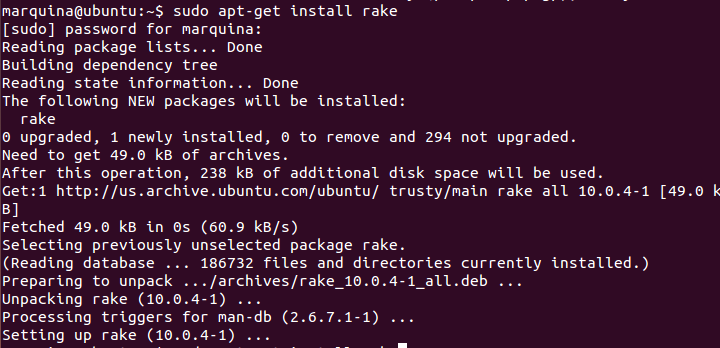 marquina@ubuntu:~$ sudo apt-get install rake
[sudo] password for marquina:
Reading package lists... Done
Building dependency tree
Reading state information... Done
The following NEW packages will be installed:
  rake
0 upgraded, 1 newly installed, 0 to remove and 294 not upgraded.
Need to get 49.0 kB of archives.
After this operation, 238 kB of additional disk space will be used.
Get:1 http://us.archive.ubuntu.com/ubuntu/ trusty/main rake all 10.0.4-1 [49.0 k
B]
Fetched 49.0 kB in 0s (60.9 kB/s)
Selecting previously unselected package rake.
(Reading database ... 186732 files and directories currently installed.)
Preparing to unpack .../archives/rake_10.0.4-1_all.deb ...
Unpacking rake (10.0.4-1) ...
Processing triggers for man-db (2.6.7.1-1) ...
Setting up rake (10.0.4-1) ...